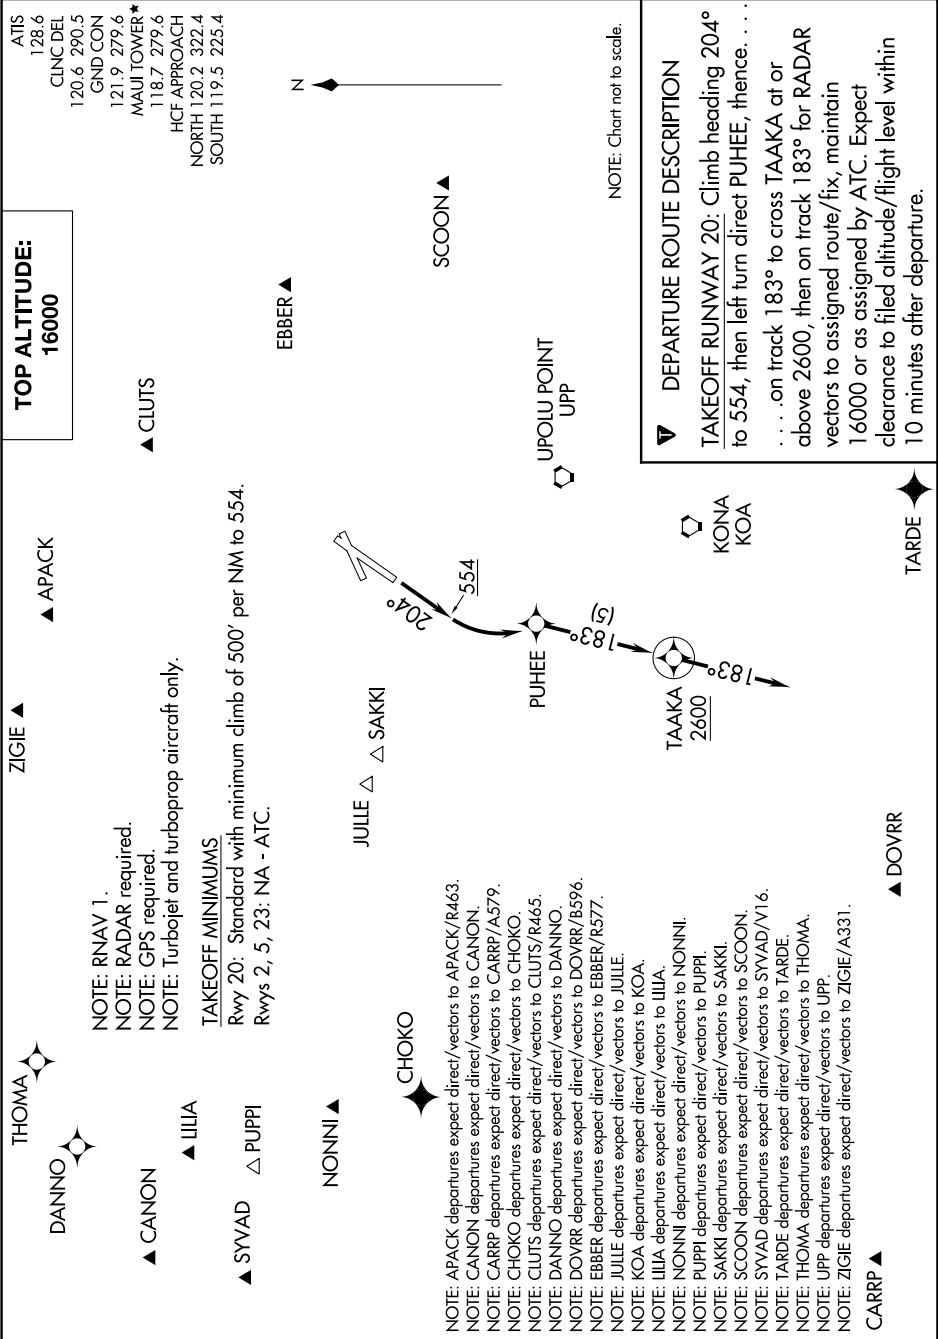 TOP ALTITUDE:
16000
ATIS
128.6
CLNC DEL
120.6 290.5
GND CON
121.9 279.6
MAUI TOWER★
118.7 279.6
HCF APPROACH
NORTH 120.2 322.4
SOUTH 119.5 225.4
N
THOMA
DANNO
ZIGIE
APACK
CLUTS
EBBER
SCOON
CANON
LILIA
SYVAD
PUPPI
NONNI
CHOKO
JULLE
SAKKI
NOTE: RNAV 1.
NOTE: RADAR required.
NOTE: GPS required.
NOTE: Turbojet and turboprop aircraft only.
TAKEOFF MINIMUMS
Rwy 20: Standard with minimum climb of 500' per NM to 554.
Rwys 2, 5, 23: NA - ATC.
204°
554
PUHEE
183°
(5)
TAAKA
2600
183°
UPOLU POINT
UPP
KONA
KOA
TARDE
DOVRR
CARRP
NOTE: Chart not to scale.
NOTE: APACK departures expect direct/vectors to APACK/R463.
NOTE: CANON departures expect direct/vectors to CANON.
NOTE: CARRP departures expect direct/vectors to CARRP/A579.
NOTE: CHOKO departures expect direct/vectors to CHOKO.
NOTE: CLUTS departures expect direct/vectors to CLUTS/R465.
NOTE: DANNO departures expect direct/vectors to DANNO.
NOTE: DOVRR departures expect direct/vectors to DOVRR/B596.
NOTE: EBBER departures expect direct/vectors to EBBER/R577.
NOTE: JULLE departures expect direct/vectors to JULLE.
NOTE: KOA departures expect direct/vectors to KOA.
NOTE: LILIA departures expect direct/vectors to LILIA.
NOTE: NONNI departures expect direct/vectors to NONNI.
NOTE: PUPPI departures expect direct/vectors to PUPPI.
NOTE: SAKKI departures expect direct/vectors to SAKKI.
NOTE: SCOON departures expect direct/vectors to SCOON.
NOTE: SYVAD departures expect direct/vectors to SYVAD/V16.
NOTE: TARDE departures expect direct/vectors to TARDE.
NOTE: THOMA departures expect direct/vectors to THOMA.
NOTE: UPP departures expect direct/vectors to UPP.
NOTE: ZIGIE departures expect direct/vectors to ZIGIE//A331.
T DEPARTURE ROUTE DESCRIPTION
TAKEOFF RUNWAY 20: Climb heading 204°
to 554, then left turn direct PUHEE, thence. . . .
. . . .on track 183° to cross TAAKA at or
above 2600, then on track 183° for RADAR
vectors to assigned route/fix, maintain
16000 or as assigned by ATC. Expect
clearance to filed altitude/flight level within
10 minutes after departure.